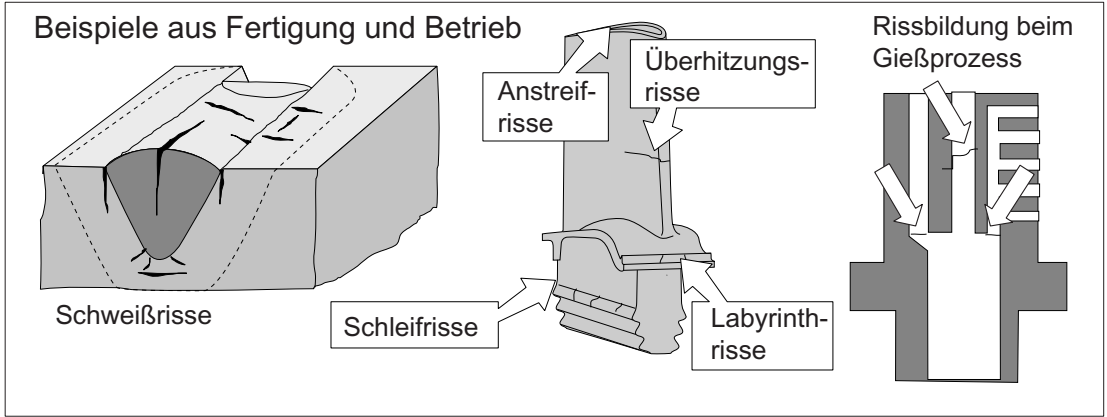 Beispiele aus Fertigung und Betrieb
Schweißrisse
Anstreif-
risse
Überhitzungs-
risse
Schleifrisse
Labyrinth-
risse
Rissbildung beim
Gießprozess